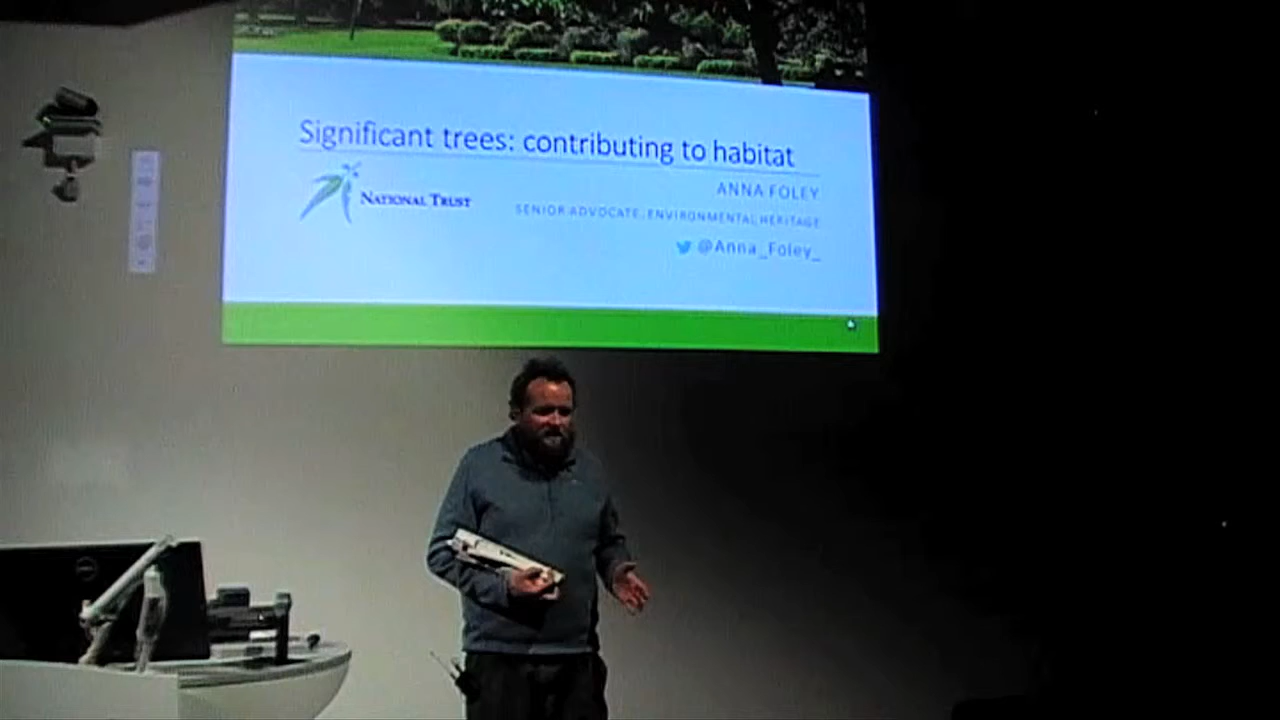 Significant trees: contributing to habitat
ANNA FOLEY
NATIONAL TRUST
SENIOR ADVOCATE, ENVIRONMENTAL HERITAGE
@Anna_Foley_